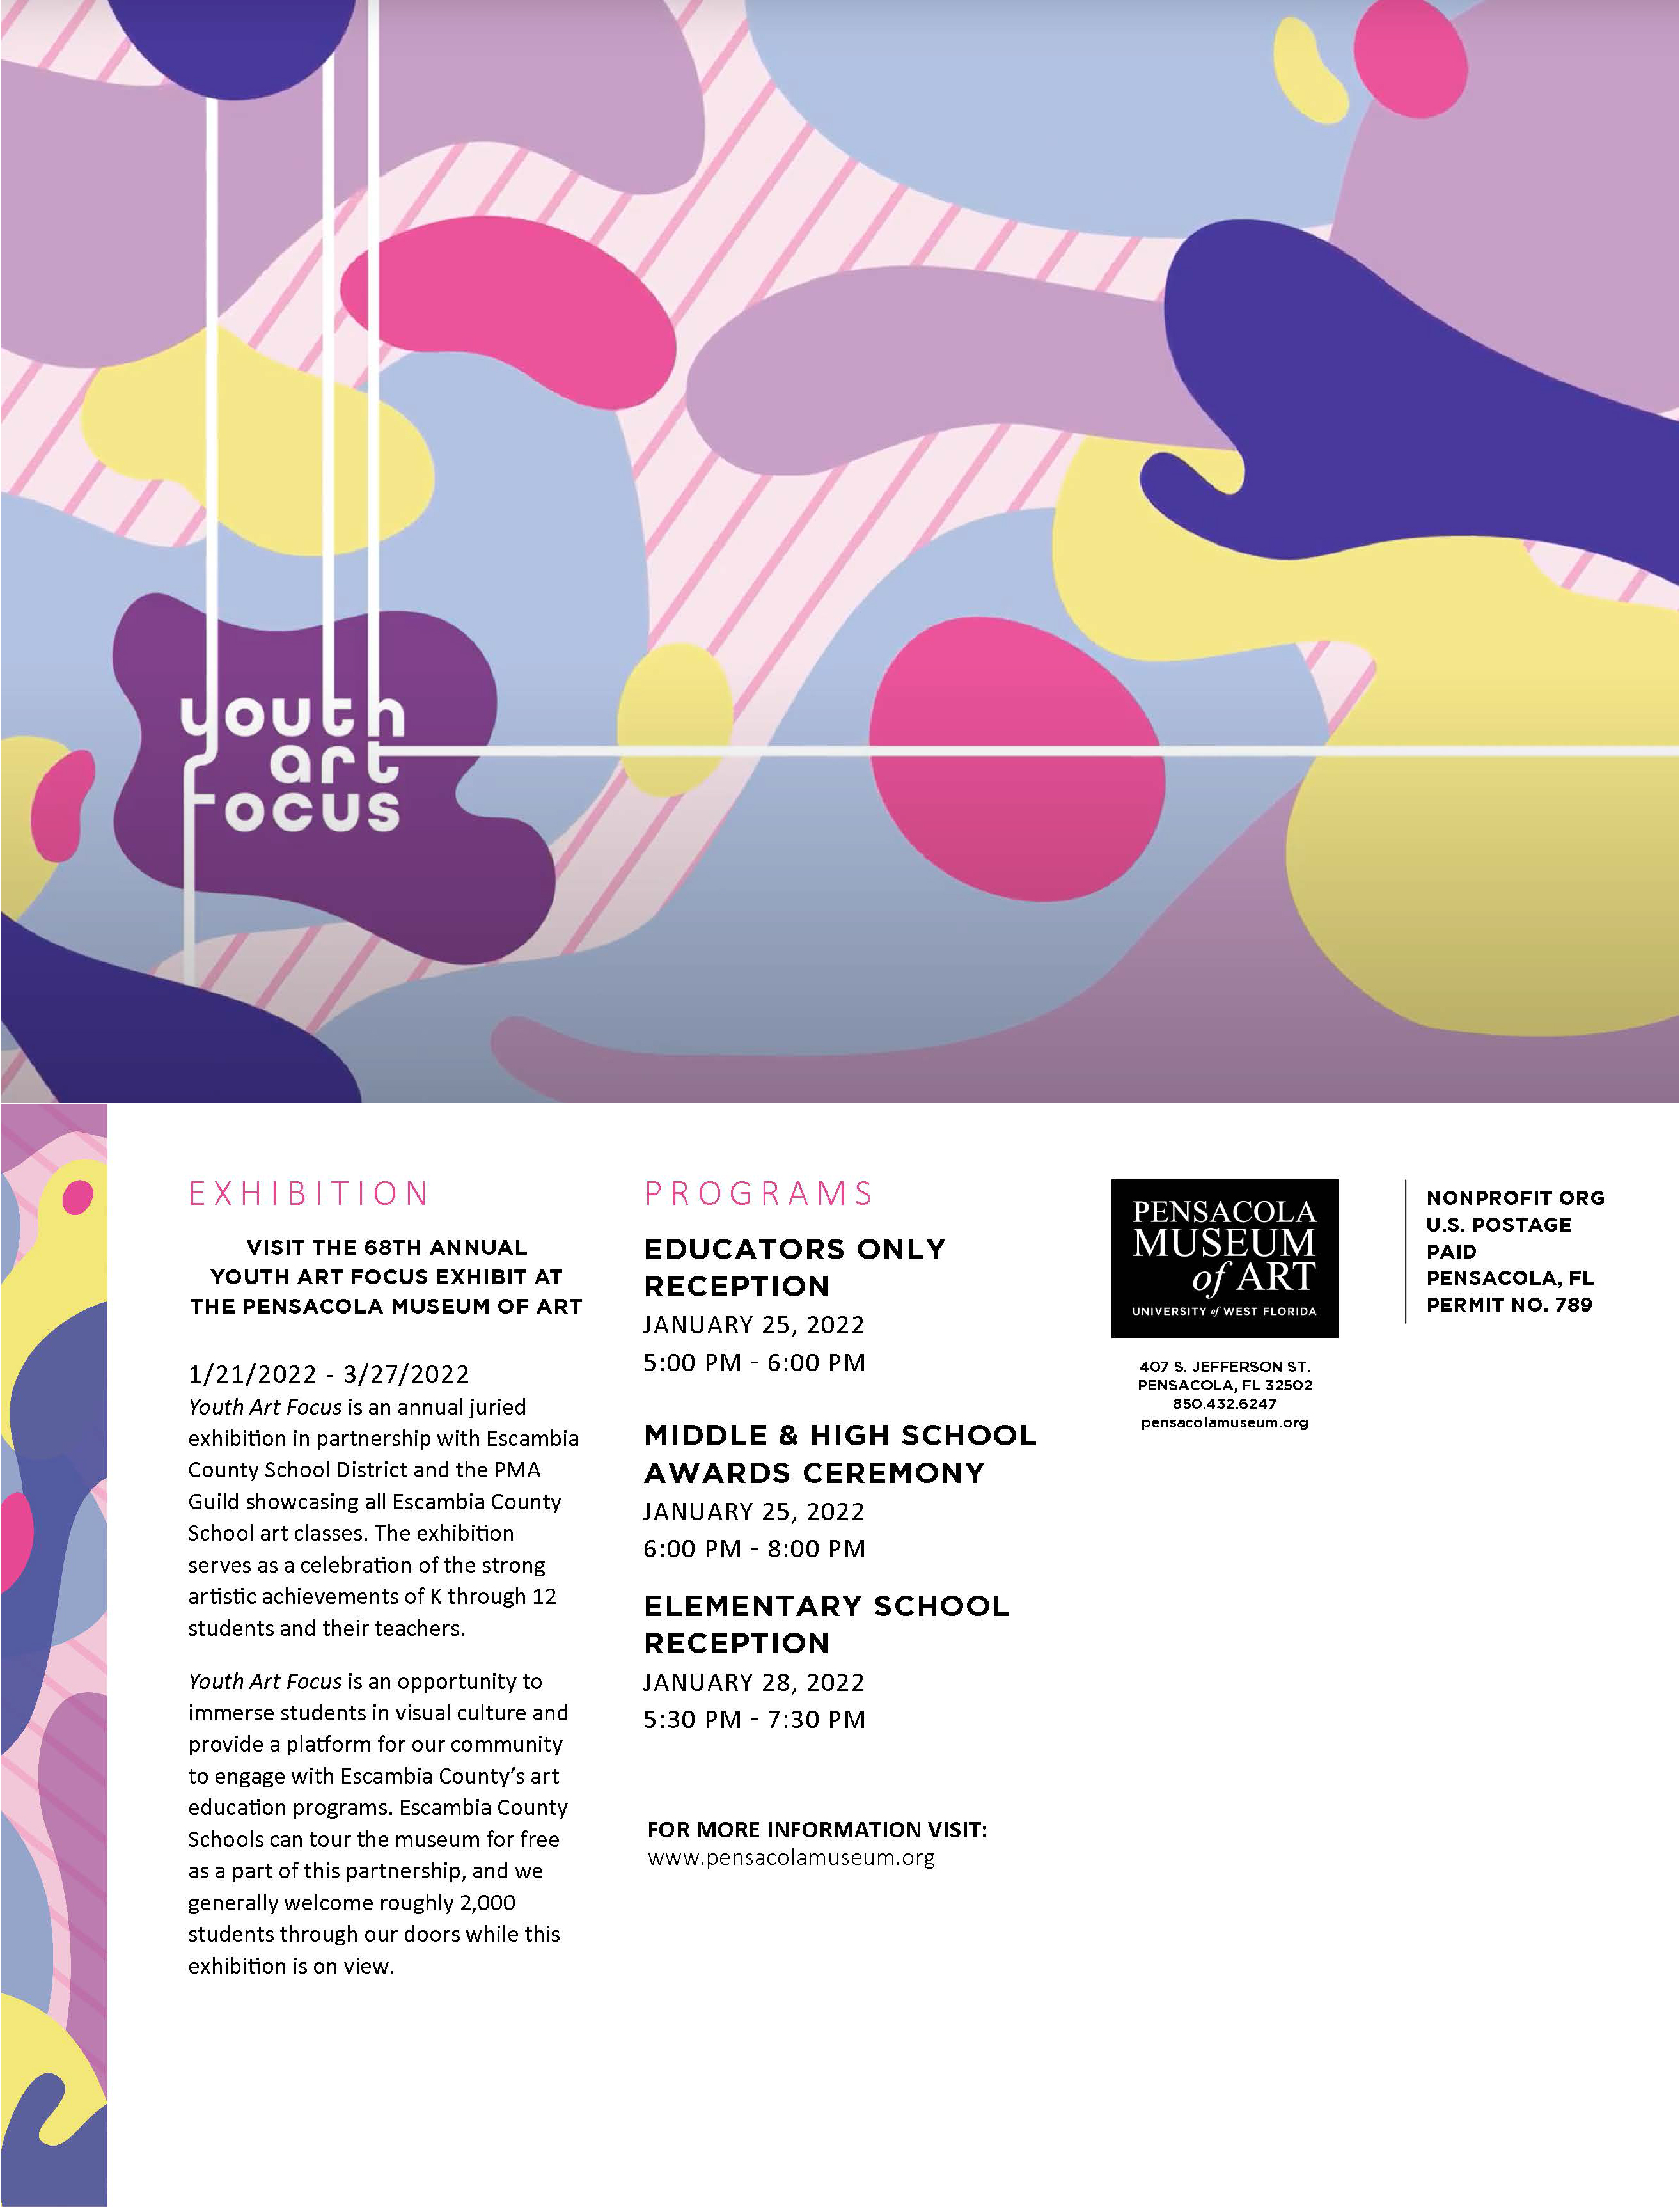 youth
art
focus
EXHIBITION
VISIT THE 68TH ANNUAL
YOUTH ART FOCUS EXHIBIT AT
THE PENSACOLA MUSEUM OF ART
1/21/2022 - 3/27/2022
Youth Art Focus is an annual juried
exhibition in partnership with Escambia
County School District and the PMA
Guild showcasing all Escambia County
School art classes. The exhibition
serves as a celebration of the strong
artistic achievements of K through 12
students and their teachers.
Youth Art Focus is an opportunity to
immerse students in visual culture and
provide a platform for our community
to engage with Escambia County’s art
education programs. Escambia County
Schools can tour the museum for free
as a part of this partnership, and we
generally welcome roughly 2,000
students through our doors while this
exhibition is on view.
PROGRAMS
EDUCATORS ONLY
RECEPTION
JANUARY 25, 2022
5:00 PM - 6:00 PM
MIDDLE & HIGH SCHOOL
AWARDS CEREMONY
JANUARY 25, 2022
6:00 PM - 8:00 PM
ELEMENTARY SCHOOL
RECEPTION
JANUARY 28, 2022
5:30 PM - 7:30 PM
FOR MORE INFORMATION VISIT:
www.pensacolamuseum.org
PENSACOLA
MUSEUM
of ART
UNIVERSITY of WEST FLORIDA
407 S. JEFFERSON ST.
PENSACOLA, FL 32502
850.432.6247
pensacolamuseum.org
NONPROFIT ORG
U.S. POSTAGE
PAID
PENSACOLA, FL
PERMIT NO. 789